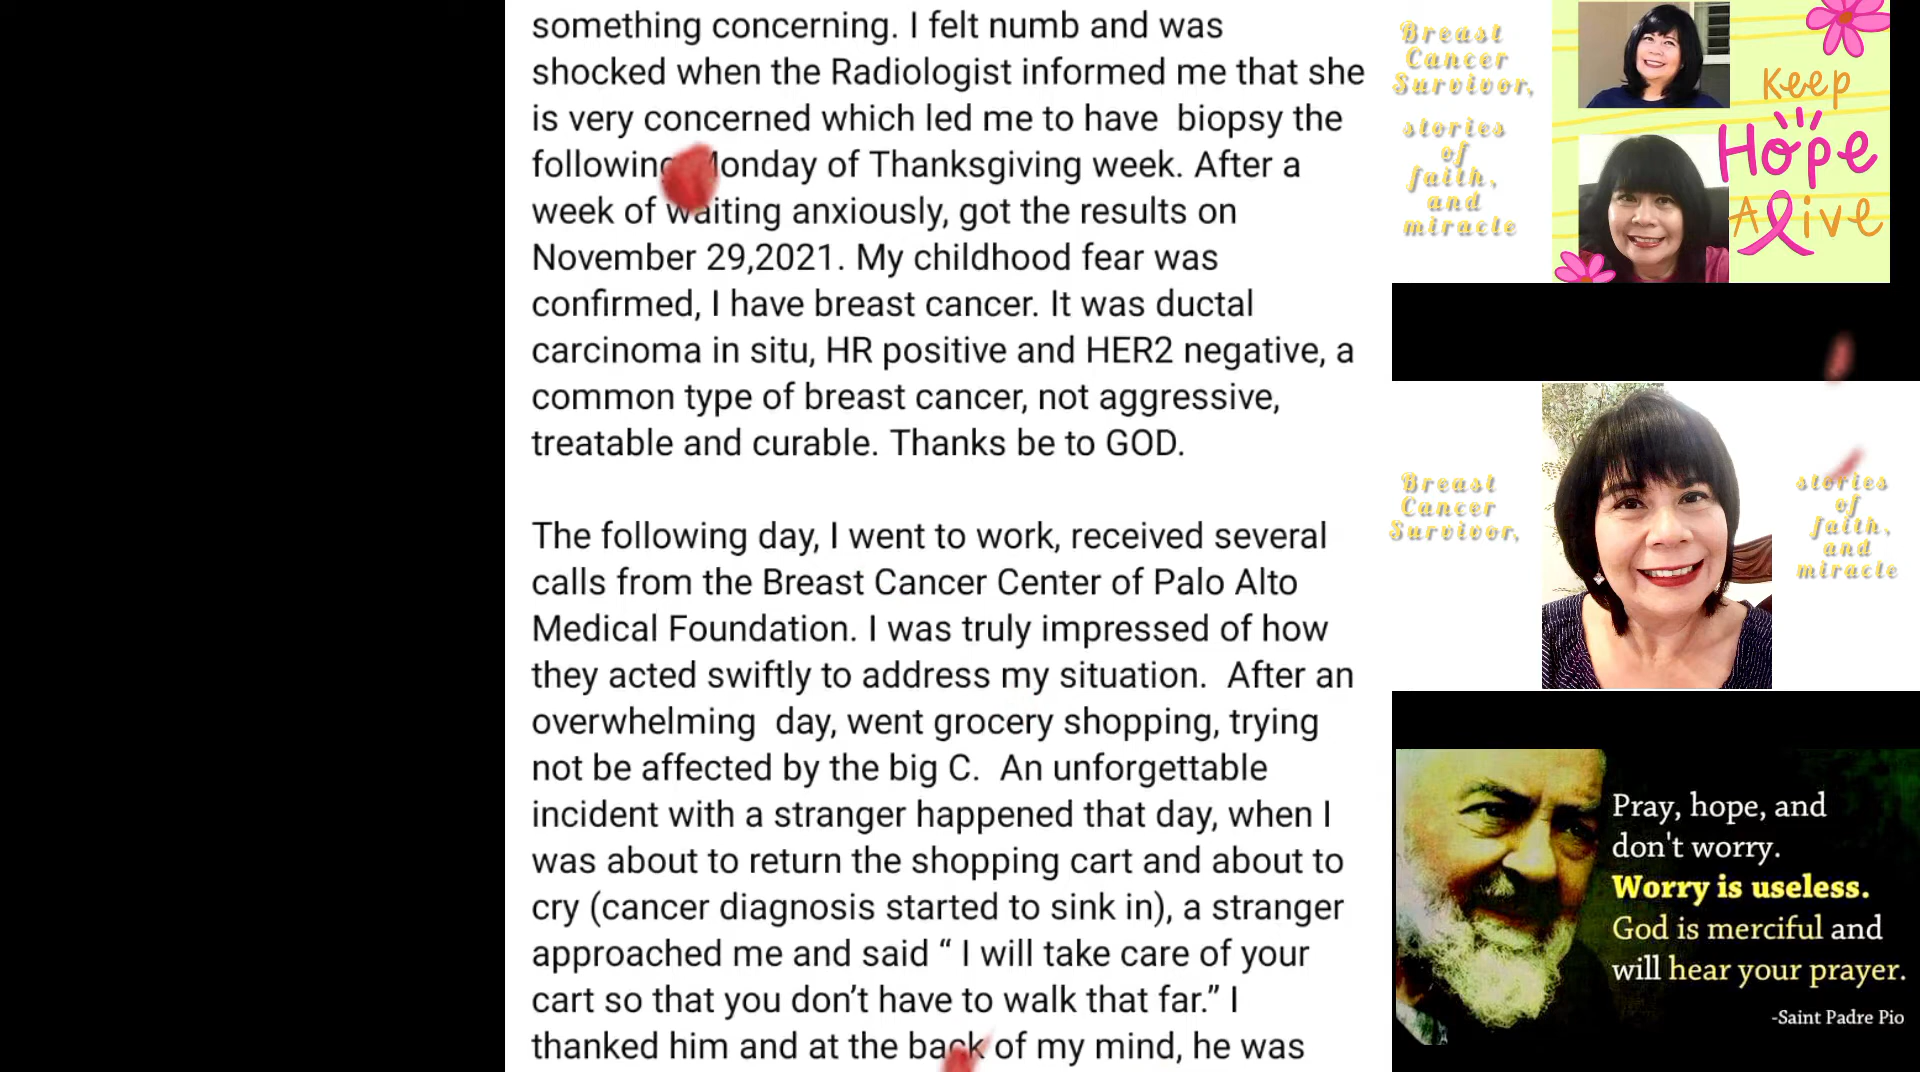 something concerning. I felt numb and was
shocked when the Radiologist informed me that she
is very concerned which led me to have  biopsy the
following Monday of Thanksgiving week. After a
week of waiting anxiously, got the results on
November 29,2021. My childhood fear was
confirmed, I have breast cancer. It was ductal
carcinoma in situ, HR positive and HER2 negative, a
common type of breast cancer, not aggressive,
treatable and curable. Thanks be to GOD.
The following day, I went to work, received several
calls from the Breast Cancer Center of Palo Alto
Medical Foundation. I was truly impressed of how
they acted swiftly to address my situation.  After an
overwhelming  day, went grocery shopping, trying
not be affected by the big C.  An unforgettable
incident with a stranger happened that day, when I
was about to return the shopping cart and about to
cry (cancer diagnosis started to sink in), a stranger
approached me and said “ I will take care of your
cart so that you don’t have to walk that far.” I
thanked him and at the back of my mind, he was
Breast
Cancer
Survivor,
stories
of
faith,
and
miracle
Keep
Hope
Alive
Breast
Cancer
Survivor,
stories
of
faith,
and
miracle
Pray, hope, and
don't worry.
Worry is useless.
God is merciful and
will hear your prayer.
-Saint Padre Pio